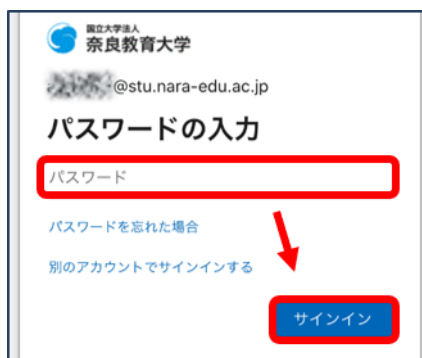 国立大学法人
奈良教育大学
@stu.nara-edu.ac.jp
パスワードの入力
パスワード
パスワードを忘れた場合
別のアカウントでサインインする
サインイン